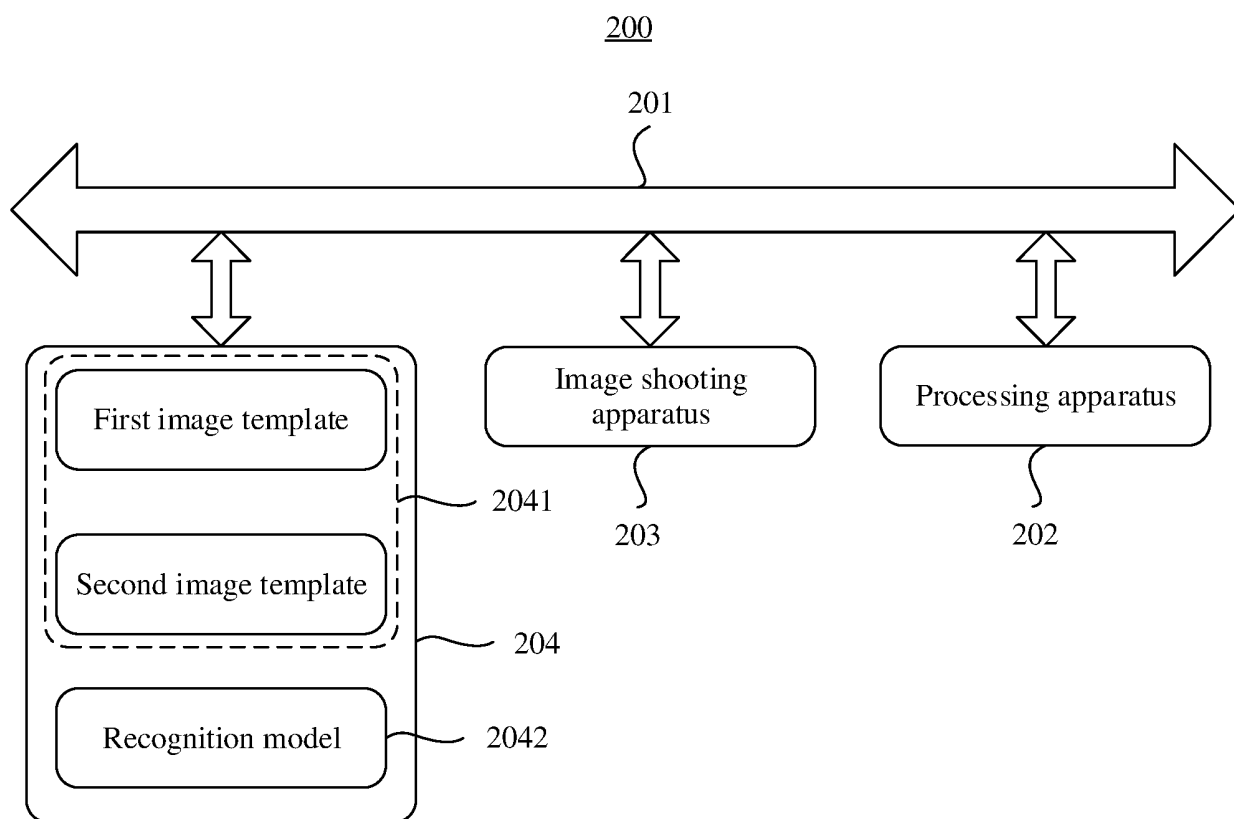 200
201
First image template
Image shooting
apparatus
Processing apparatus
2041
203
202
Second image template
204
Recognition model
2042